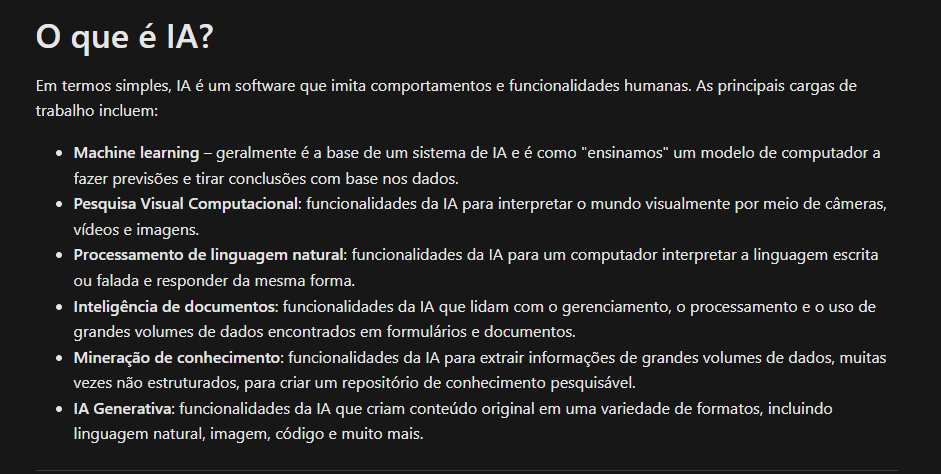 O que é IA?
Em termos simples, IA é um software que imita comportamentos e funcionalidades humanas. As principais cargas de
trabalho incluem:
• Machine learning – geralmente é a base de um sistema de IA e é como "ensinamos" um modelo de computador a
fazer previsões e tirar conclusões com base nos dados.
• Pesquisa Visual Computacional: funcionalidades da IA para interpretar o mundo visualmente por meio de câmeras,
vídeos e imagens.
• Processamento de linguagem natural: funcionalidades da IA para um computador interpretar a linguagem escrita
ou falada e responder da mesma forma.
• Inteligência de documentos: funcionalidades da IA que lidam com o gerenciamento, o processamento e o uso de
grandes volumes de dados encontrados em formulários e documentos.
• Mineração de conhecimento: funcionalidades da IA para extrair informações de grandes volumes de dados, muitas
vezes não estruturados, para criar um repositório de conhecimento pesquisável.
• IA Generativa: funcionalidades da IA que criam conteúdo original em uma variedade de formatos, incluindo
linguagem natural, imagem, código e muito mais.